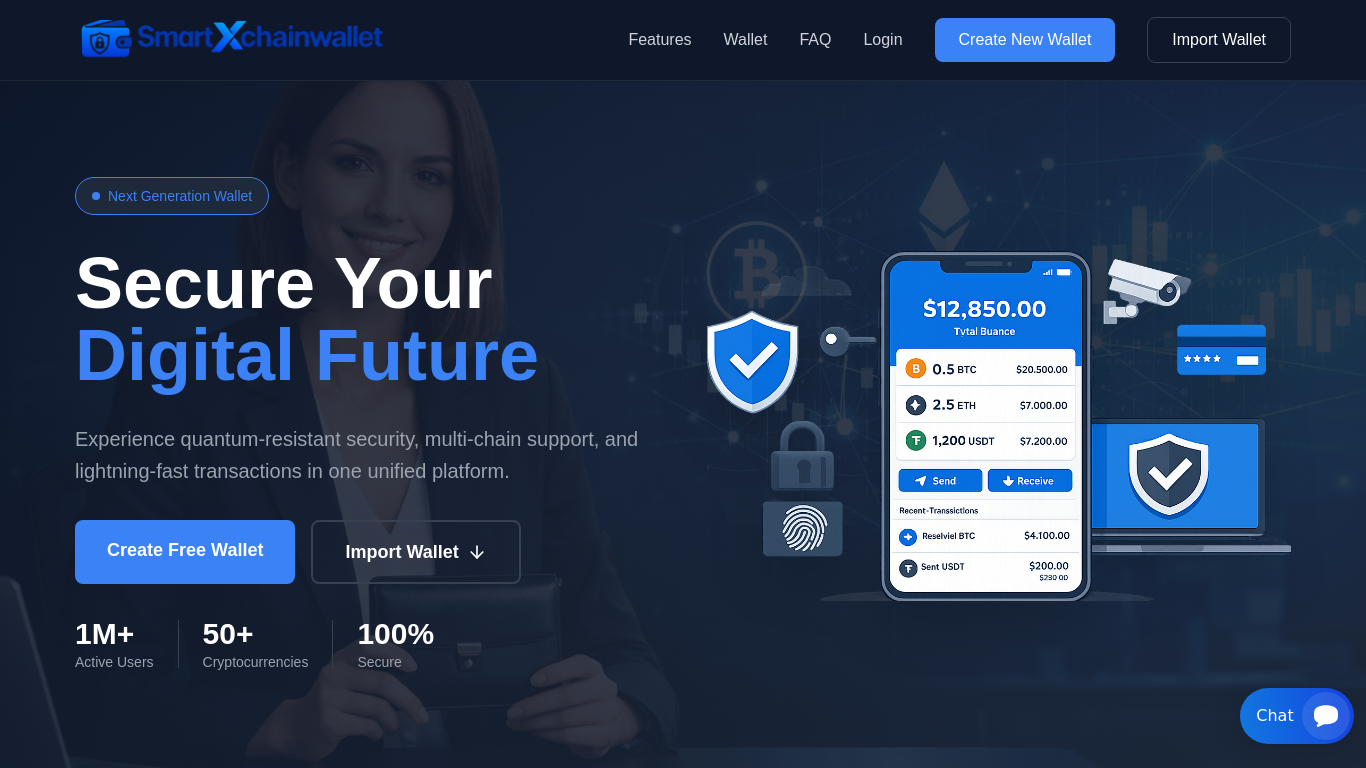 SmartXchainwallet
Features
Wallet
FAQ
Login
Create New Wallet
Import Wallet
Next Generation Wallet
Secure Your
Digital Future
Experience quantum-resistant security, multi-chain support, and
lightning-fast transactions in one unified platform.
Create Free Wallet
Import Wallet
1M+
Active Users
50+
Cryptocurrencies
100%
Secure
$12,850.00
Tvtal Buance
0.5 BTC $20.500.00
2.5 ETH $7.000.00
1,200 USDT $7.200.00
Send
Receive
Recent-Transsictions
Reselviel BTC $4.100.00
Sent USDT $200.00
$230 00
Chat